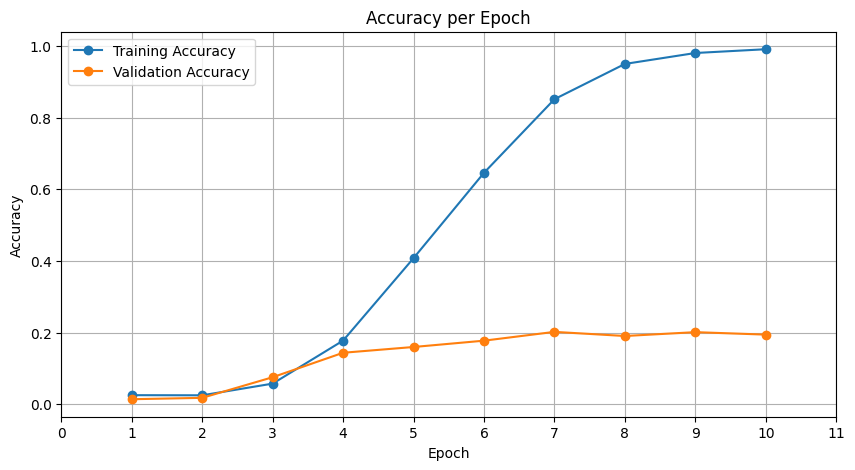 Accuracy per Epoch
Training Accuracy
Validation Accuracy
Accuracy
1.0
0.8
0.6
0.4
0.2
0.0
0 1 2 3 4 5 6 7 8 9 10 11
Epoch